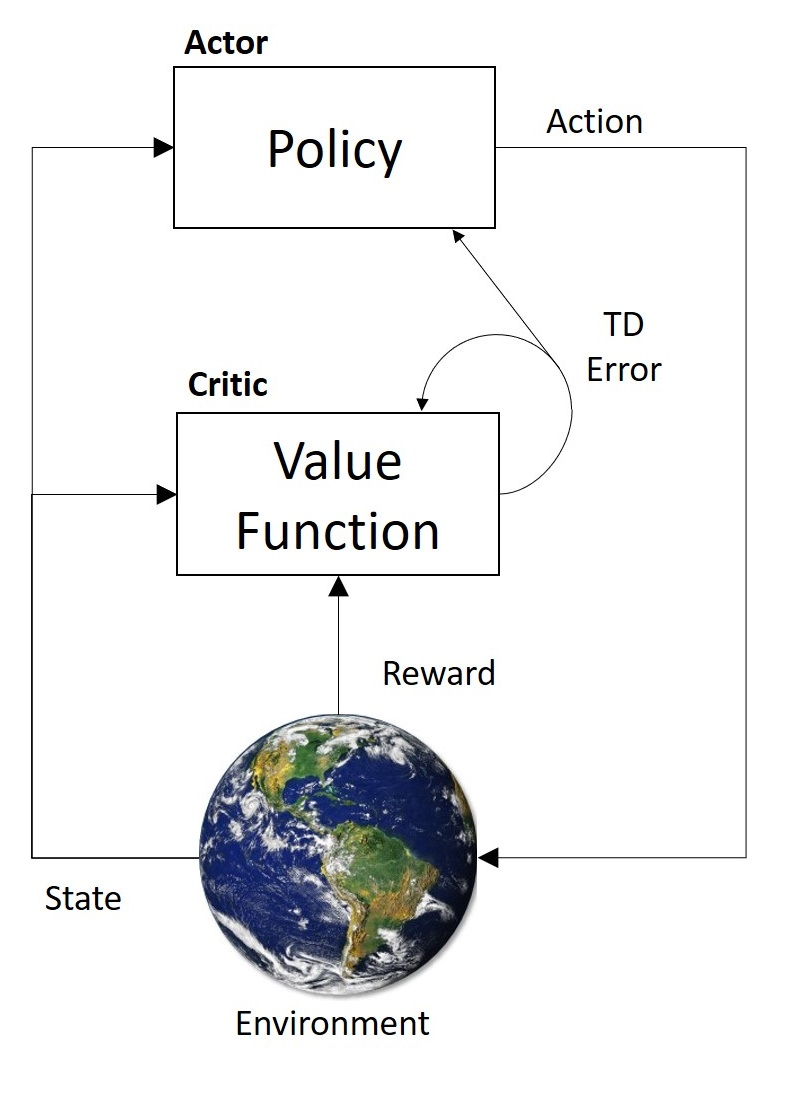 Actor
Policy
Action
TD
Error
Critic
Value
Function
Reward
State
Environment